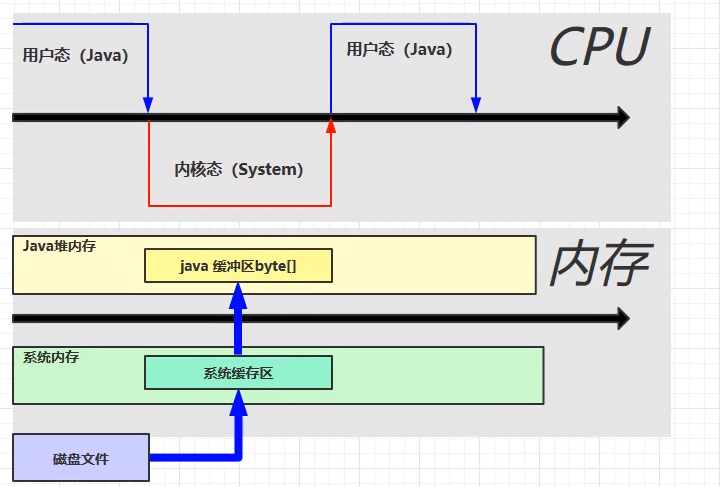 用户态（Java）
用户态（Java）
CPU
内核态（System）
Java堆内存
java 缓冲区byte[]
内存
系统内存
系统缓存区
磁盘文件